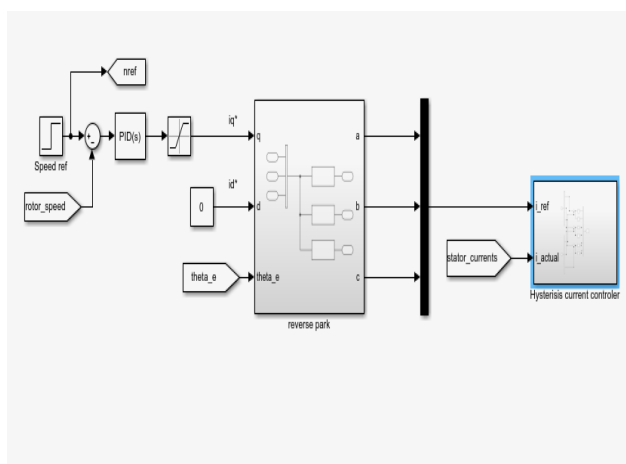 nref
iq*
Speed ref
+
-
PID(s)
q
a
rotor_speed
id*
0
d
b
i_ref
stator_currents
i_actual
theta_e
theta_e
c
Hysterisis current controler
reverse park